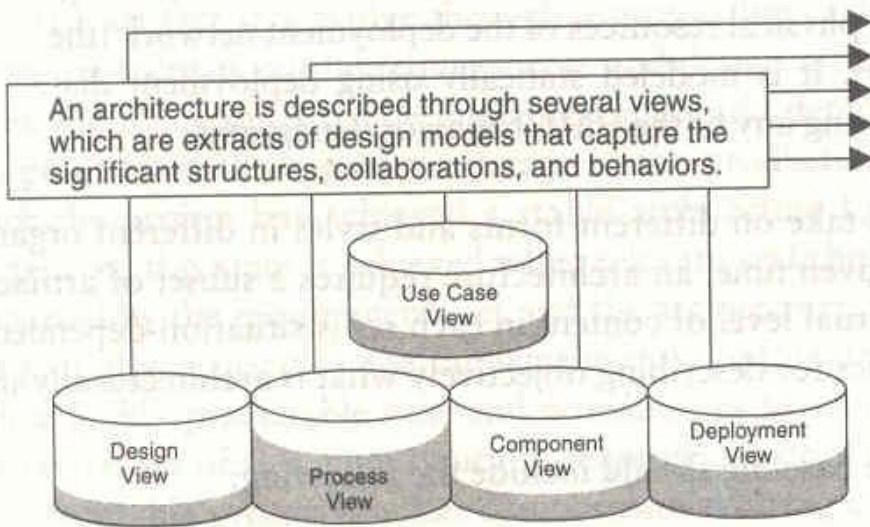 An architecture is described through several views,
which are extracts of design models that capture the
significant structures, collaborations, and behaviors.
Use Case
View
Design
View
Process
View
Component
View
Deployment
View